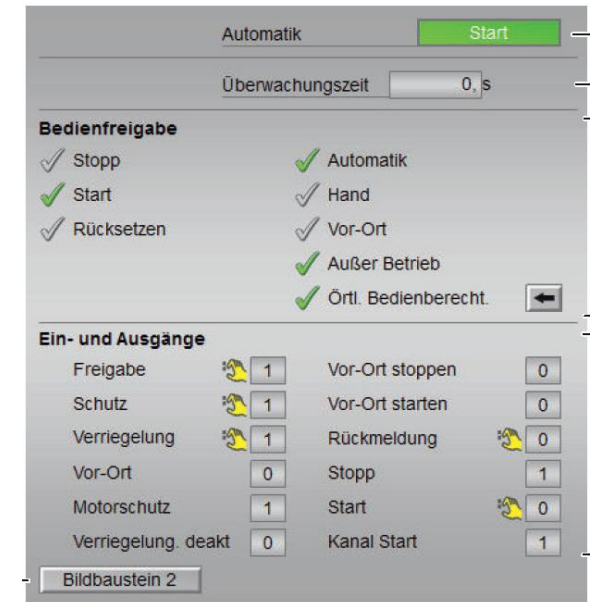 Automatik Start
Überwachungszeit 0, s
Bedienfreigabe
Stopp Automatik
Start Hand
Rücksetzen Vor-Ort
Außer Betrieb
Örtl. Bedienberecht.
Ein- und Ausgänge
Freigabe 1 Vor-Ort stoppen 0
Schutz 1 Vor-Ort starten 0
Verriegelung 1 Rückmeldung 0
Vor-Ort 0 Stopp 1
Motorschutz 1 Start 0
Verriegelung. deakt 0 Kanal Start 1
Bildbaustein 2